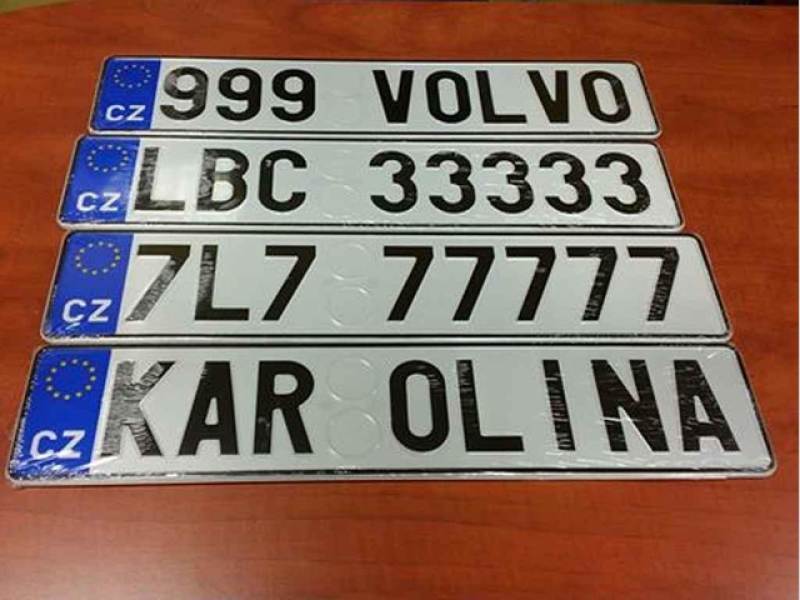 CZ 999 VOLVO
CZ LBC 33333
CZ 7L7 77777
CZ KAR OLINA